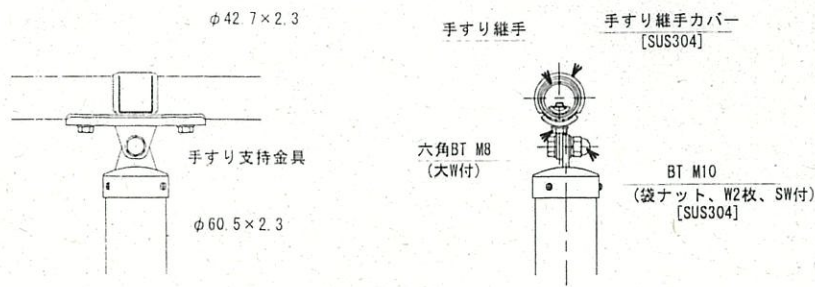 φ42.7×2.3
手すり支持金具
φ60.5×2.3
手すり継手
手すり継手カバー
[SUS304]
六角BT M8
(大W付)
BT M10
(袋ナット、W2枚、SW付)
[SUS304]